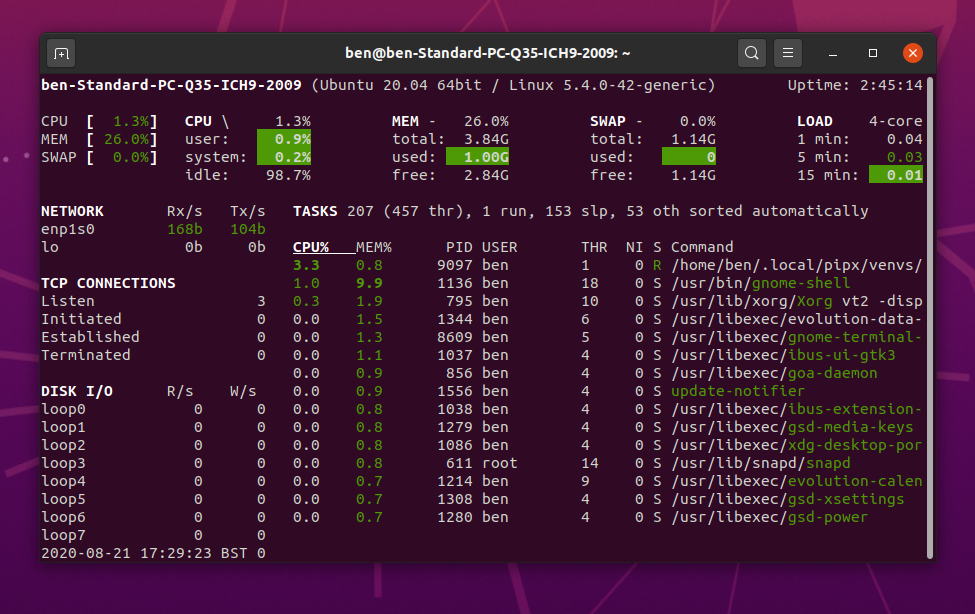 ben@ben-Standard-PC-Q35-ICH9-2009: ~
ben-Standard-PC-Q35-ICH9-2009 (Ubuntu 20.04 64bit / Linux 5.4.0-42-generic) Uptime: 2:45:14
CPU [ 1.3%] CPU \ 1.3% MEM - 26.0% SWAP - 0.0% LOAD 4-core
MEM [ 26.0%] user: 0.9% total: 3.84G total: 1.14G 1 min: 0.04
SWAP [ 0.0%] system: 0.2% used: 1.00G used: 0 5 min: 0.03
idle: 98.7% free: 2.84G free: 1.14G 15 min: 0.01
NETWORK Rx/s Tx/s TASKS 207 (457 thr), 1 run, 153 slp, 53 oth sorted automatically
enp1s0 168b 104b
lo 0b 0b CPU% MEM% PID USER THR NI S Command
3.3 0.8 9097 ben 1 0 R /home/ben/.local/pipx/venvs/
TCP CONNECTIONS 1.0 9.9 1136 ben 18 0 S /usr/bin/gnome-shell
Listen 3 0.3 1.9 795 ben 10 0 S /usr/lib/xorg/Xorg vt2 -disp
Initiated 0 0.0 1.5 1344 ben 6 0 S /usr/libexec/evolution-data-
Established 0 0.0 1.3 8609 ben 5 0 S /usr/libexec/gnome-terminal-
Terminated 0 0.0 1.1 1037 ben 4 0 S /usr/libexec/ibus-ui-gtk3
0.0 0.9 856 ben 4 0 S /usr/libexec/goa-daemon
DISK I/O R/s W/s 0.0 0.9 1556 ben 4 0 S update-notifier
loop0 0 0 0.0 0.8 1038 ben 4 0 S /usr/libexec/ibus-extension-
loop1 0 0 0.0 0.8 1279 ben 4 0 S /usr/libexec/gsd-media-keys
loop2 0 0 0.0 0.8 1086 ben 4 0 S /usr/libexec/xdg-desktop-por
loop3 0 0 0.0 0.8 611 root 14 0 S /usr/lib/snapd/snapd
loop4 0 0 0.0 0.7 1214 ben 9 0 S /usr/libexec/evolution-calen
loop5 0 0 0.0 0.7 1308 ben 4 0 S /usr/libexec/gsd-xsettings
loop6 0 0 0.0 0.7 1280 ben 4 0 S /usr/libexec/gsd-power
loop7 0 0
2020-08-21 17:29:23 BST 0